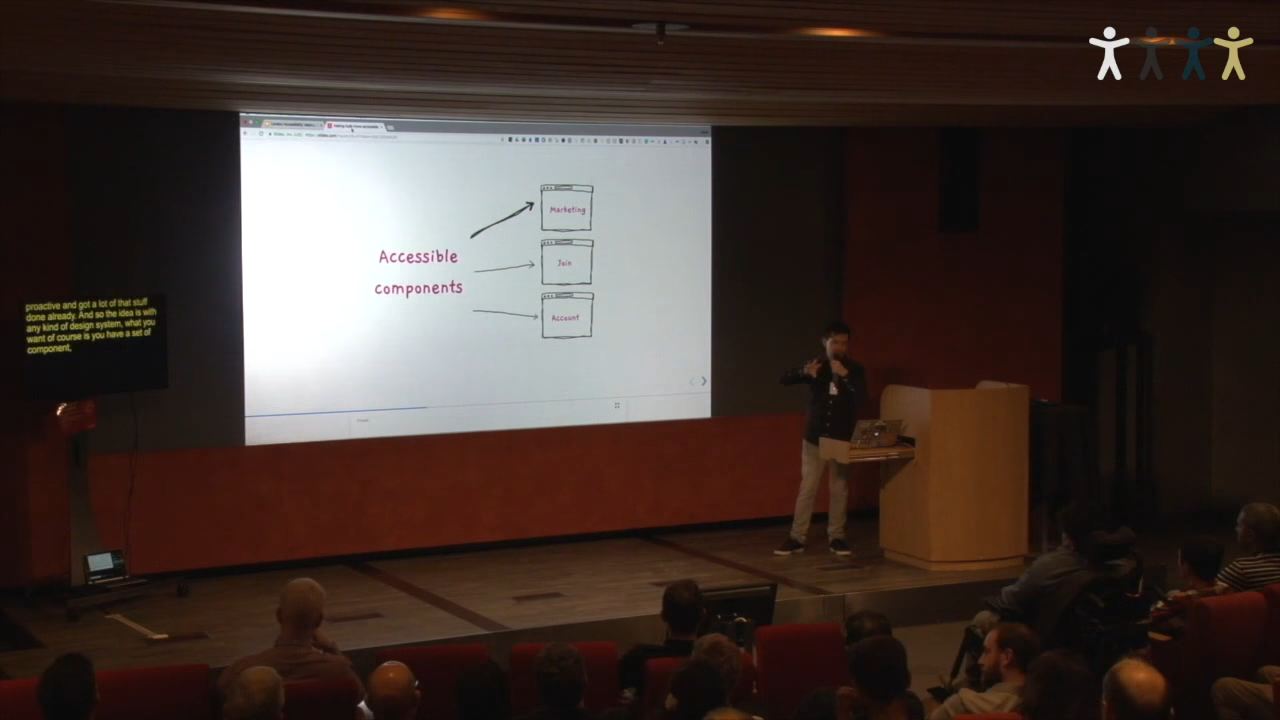 Accessible
components
Marketing
Join
Account
proactive and got a lot of that stuff
done already. And so the idea is with
any kind of design system, what you
want of course is you have a set of
component,